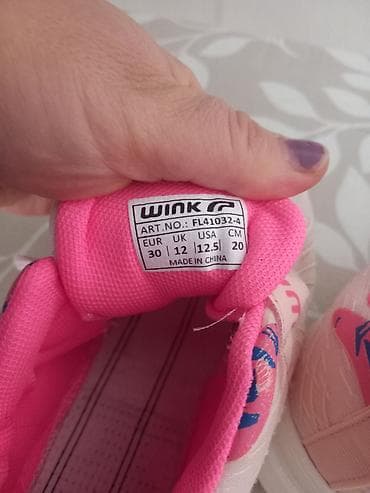 WINK
ART.NO.: FL41032-4
EUR UK USA CM
30 12 12.5 20
MADE IN CHINA